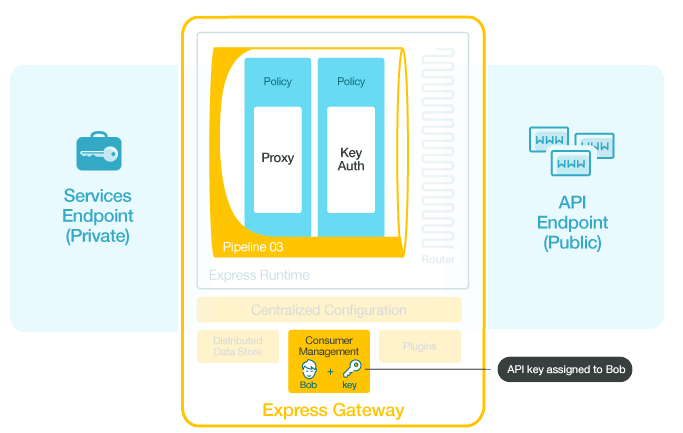 Policy
Policy
Proxy
Key
Auth
Pipeline 03
Router
Express Runtime
Services
Endpoint
(Private)
WWW
WWW
WWW
API
Endpoint
(Public)
Centralized Configuration
Distributed
Data Store
Consumer
Management
Bob
+
key
Plugins
API key assigned to Bob
Express Gateway